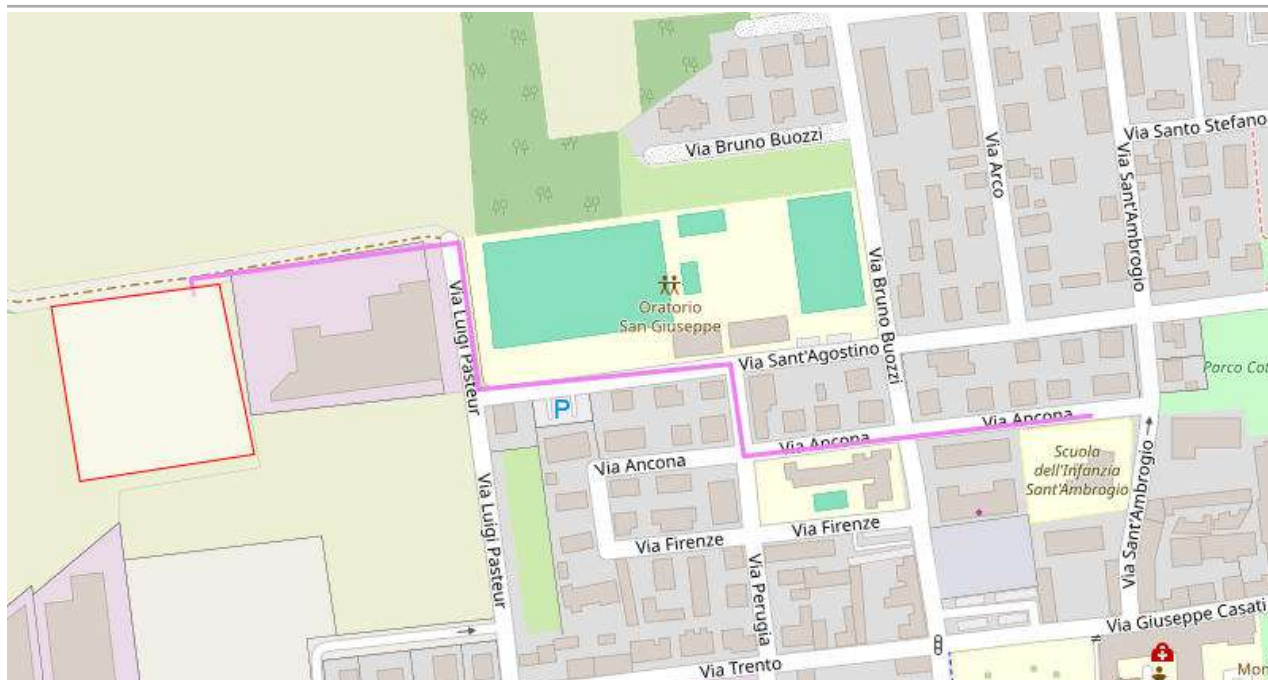 Via Bruno Buozzi
Via Santo Stefano
Via Arco
Via Sant'Ambrogio
Via Luigi Pasteur
Oratorio
San Giuseppe
Via Bruno Buozzi
Via Sant'Agostino
Parco Cot
P
Via Ancona
Via Ancona
Via Ancona
Scuola
dell'Infanzia
Sant'Ambrogio
Via Luigi Pasteur
Via Firenze
Via Firenze
Via Sant'Ambrogio
Via Perugia
Via Giuseppe Casati
Via Trento
Mon